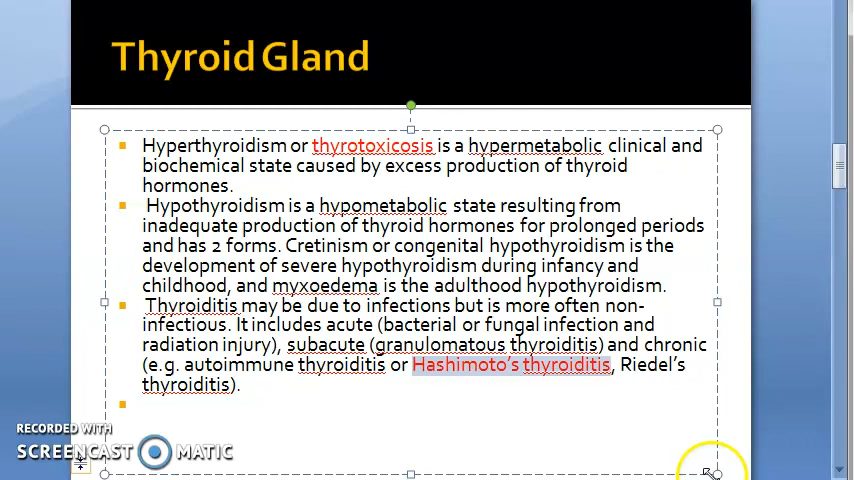 Thyroid Gland
Hyperthyroidism or thyrotoxicosis is a hypermetabolic clinical and
biochemical state caused by excess production of thyroid
hormones.
Hypothyroidism is a hypometabolic state resulting from
inadequate production of thyroid hormones for prolonged periods
and has 2 forms. Cretinism or congenital hypothyroidism is the
development of severe hypothyroidism during infancy and
childhood, and myxoedema is the adulthood hypothyroidism.
Thyroiditis may be due to infections but is more often non-
infectious. It includes acute (bacterial or fungal infection and
radiation injury), subacute (granulomatous thyroiditis) and chronic
(e.g. autoimmune thyroiditis or Hashimoto's thyroiditis, Riedel's
thyroiditis).
RECORDED WITH
SCREENCAST MATIC